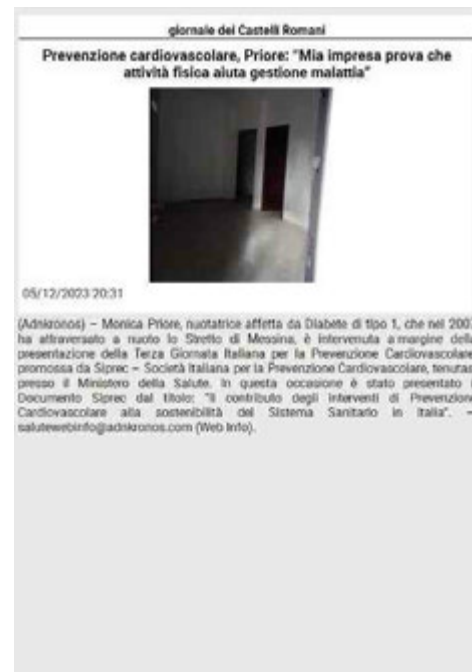 giornale dei Castelli Romani
Prevenzione cardiovascolare, Priore: "Mia impresa prova che
attività fisica aiuta gestione malattia"
05/12/2023 20:31
(Adnkronos) – Monica Priore, nuotatrice affetta da Diabete di tipo 1, che nel
ha attraversato a nuoto lo Stretto di Messina, è intervenuta a margine della
presentazione della Terza Giornata Italiana per la Prevenzione Cardiovascolare
promossa da Siprec – Società Italiana per la Prevenzione Cardiovascolare, tenutasi
presso il Ministero della Salute. In questa occasione è stato presentato
Documento Siprec dal titolo: "Il contributo degli interventi di Prevenzione
Cardiovascolare alla sostenibilità del Sistema Sanitario in Italia". –
salutewebinfo@adnkronos.com (Web Info).